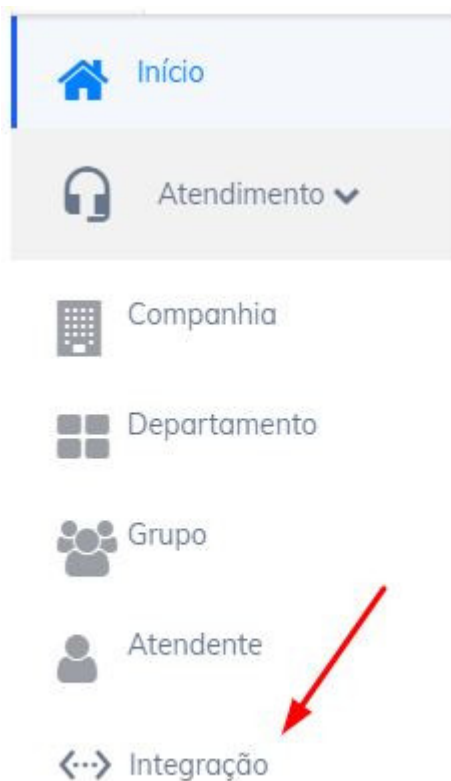 Início
Atendimento
Companhia
Departamento
Grupo
Atendente
Integração